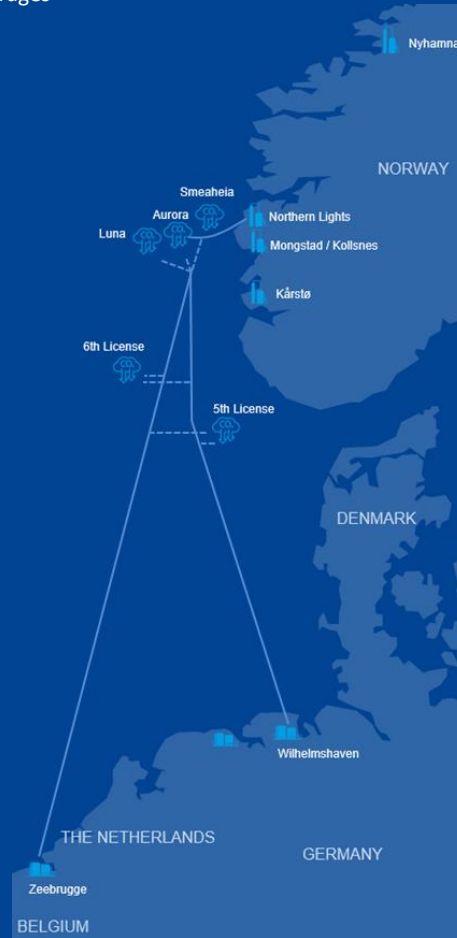 Nyhamna
NORWAY
Smeaheia
Aurora
Northern Lights
Luna
Mongstad / Kollsnes
Kårstø
6th License
5th License
DENMARK
Wilhelmshaven
THE NETHERLANDS
GERMANY
Zeebrugge
BELGIUM